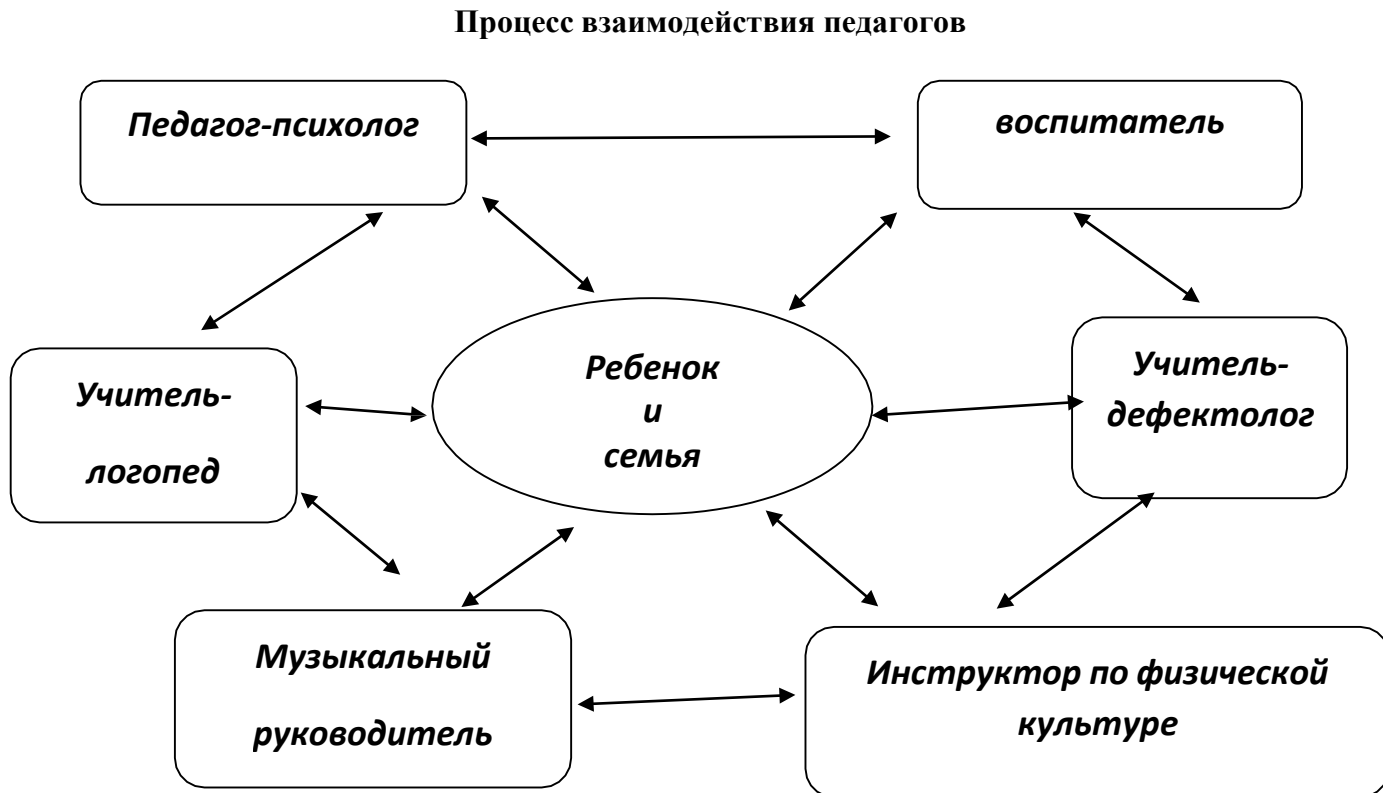 Процесс взаимодействия педагогов
Педагог-психолог
воспитатель
Учитель-
логопед
Ребенок
и
семья
Учитель-
дефектолог
Музыкальный
руководитель
Инструктор по физической
культуре